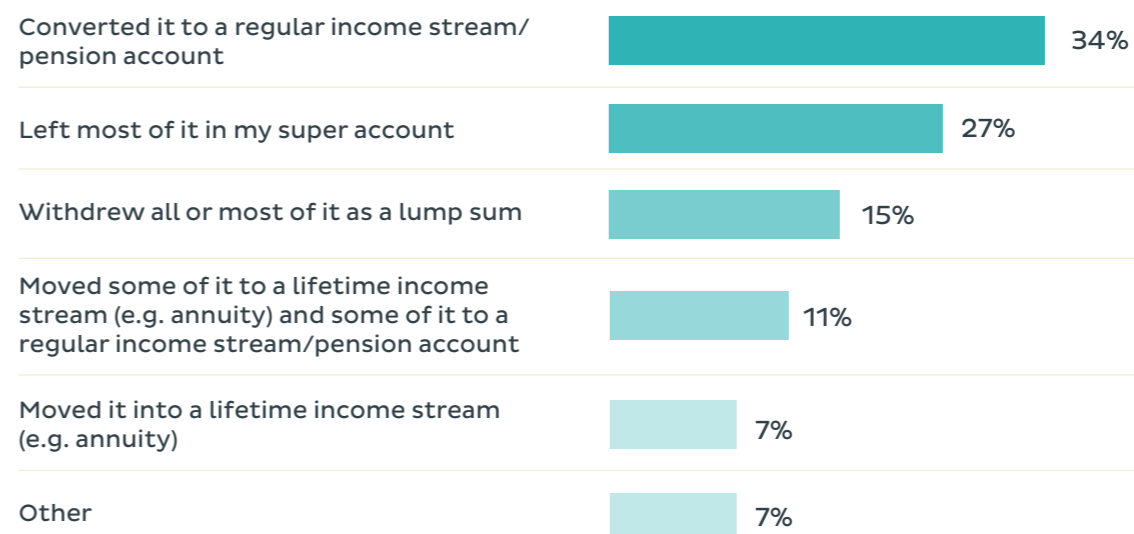 Converted it to a regular income stream/
pension account
34%
Left most of it in my super account
27%
Withdrew all or most of it as a lump sum
15%
Moved some of it to a lifetime income
stream (e.g. annuity) and some of it to a
regular income stream/pension account
11%
Moved it into a lifetime income stream
(e.g. annuity)
7%
Other
7%